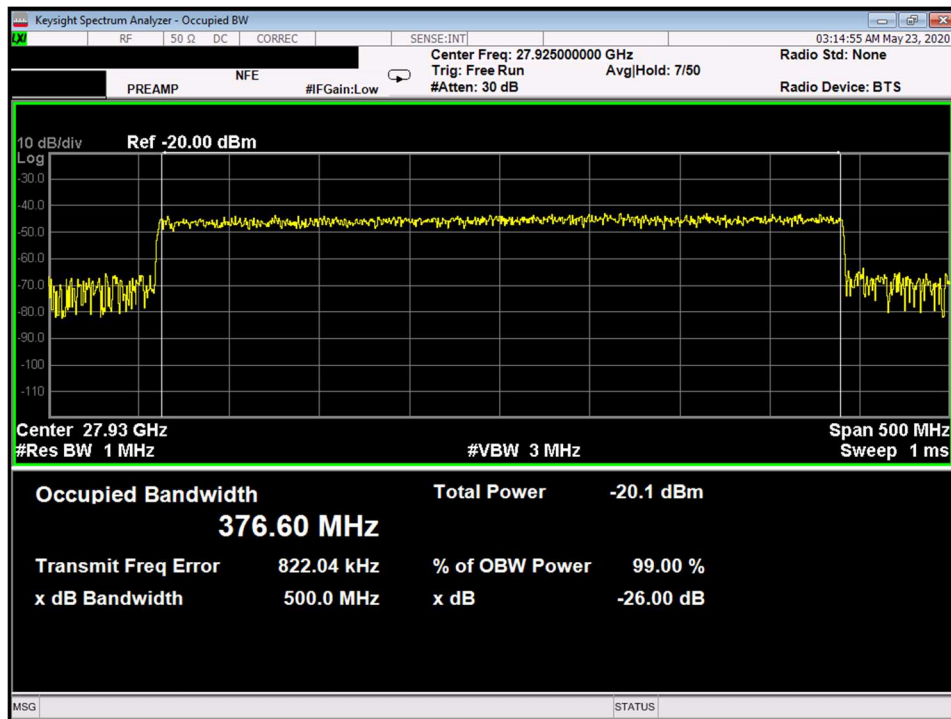 Keysight Spectrum Analyzer - Occupied BW
LXI RF 50 Ω DC CORREC SENSE:INT 03:14:55 AM May 23, 2020
Center Freq: 27.925000000 GHz Radio Std: None
NFE Trig: Free Run Avg|Hold: 7/50
PREAMP #IFGain:Low #Atten: 30 dB Radio Device: BTS
10 dB/div Ref -20.00 dBm
Log
-30.0
-40.0
-50.0
-60.0
-70.0
-80.0
-90.0
-100
-110
Center 27.93 GHz Span 500 MHz
#Res BW 1 MHz #VBW 3 MHz Sweep 1 ms
Occupied Bandwidth Total Power -20.1 dBm
376.60 MHz
Transmit Freq Error 822.04 kHz % of OBW Power 99.00 %
x dB Bandwidth 500.0 MHz x dB -26.00 dB
MSG STATUS